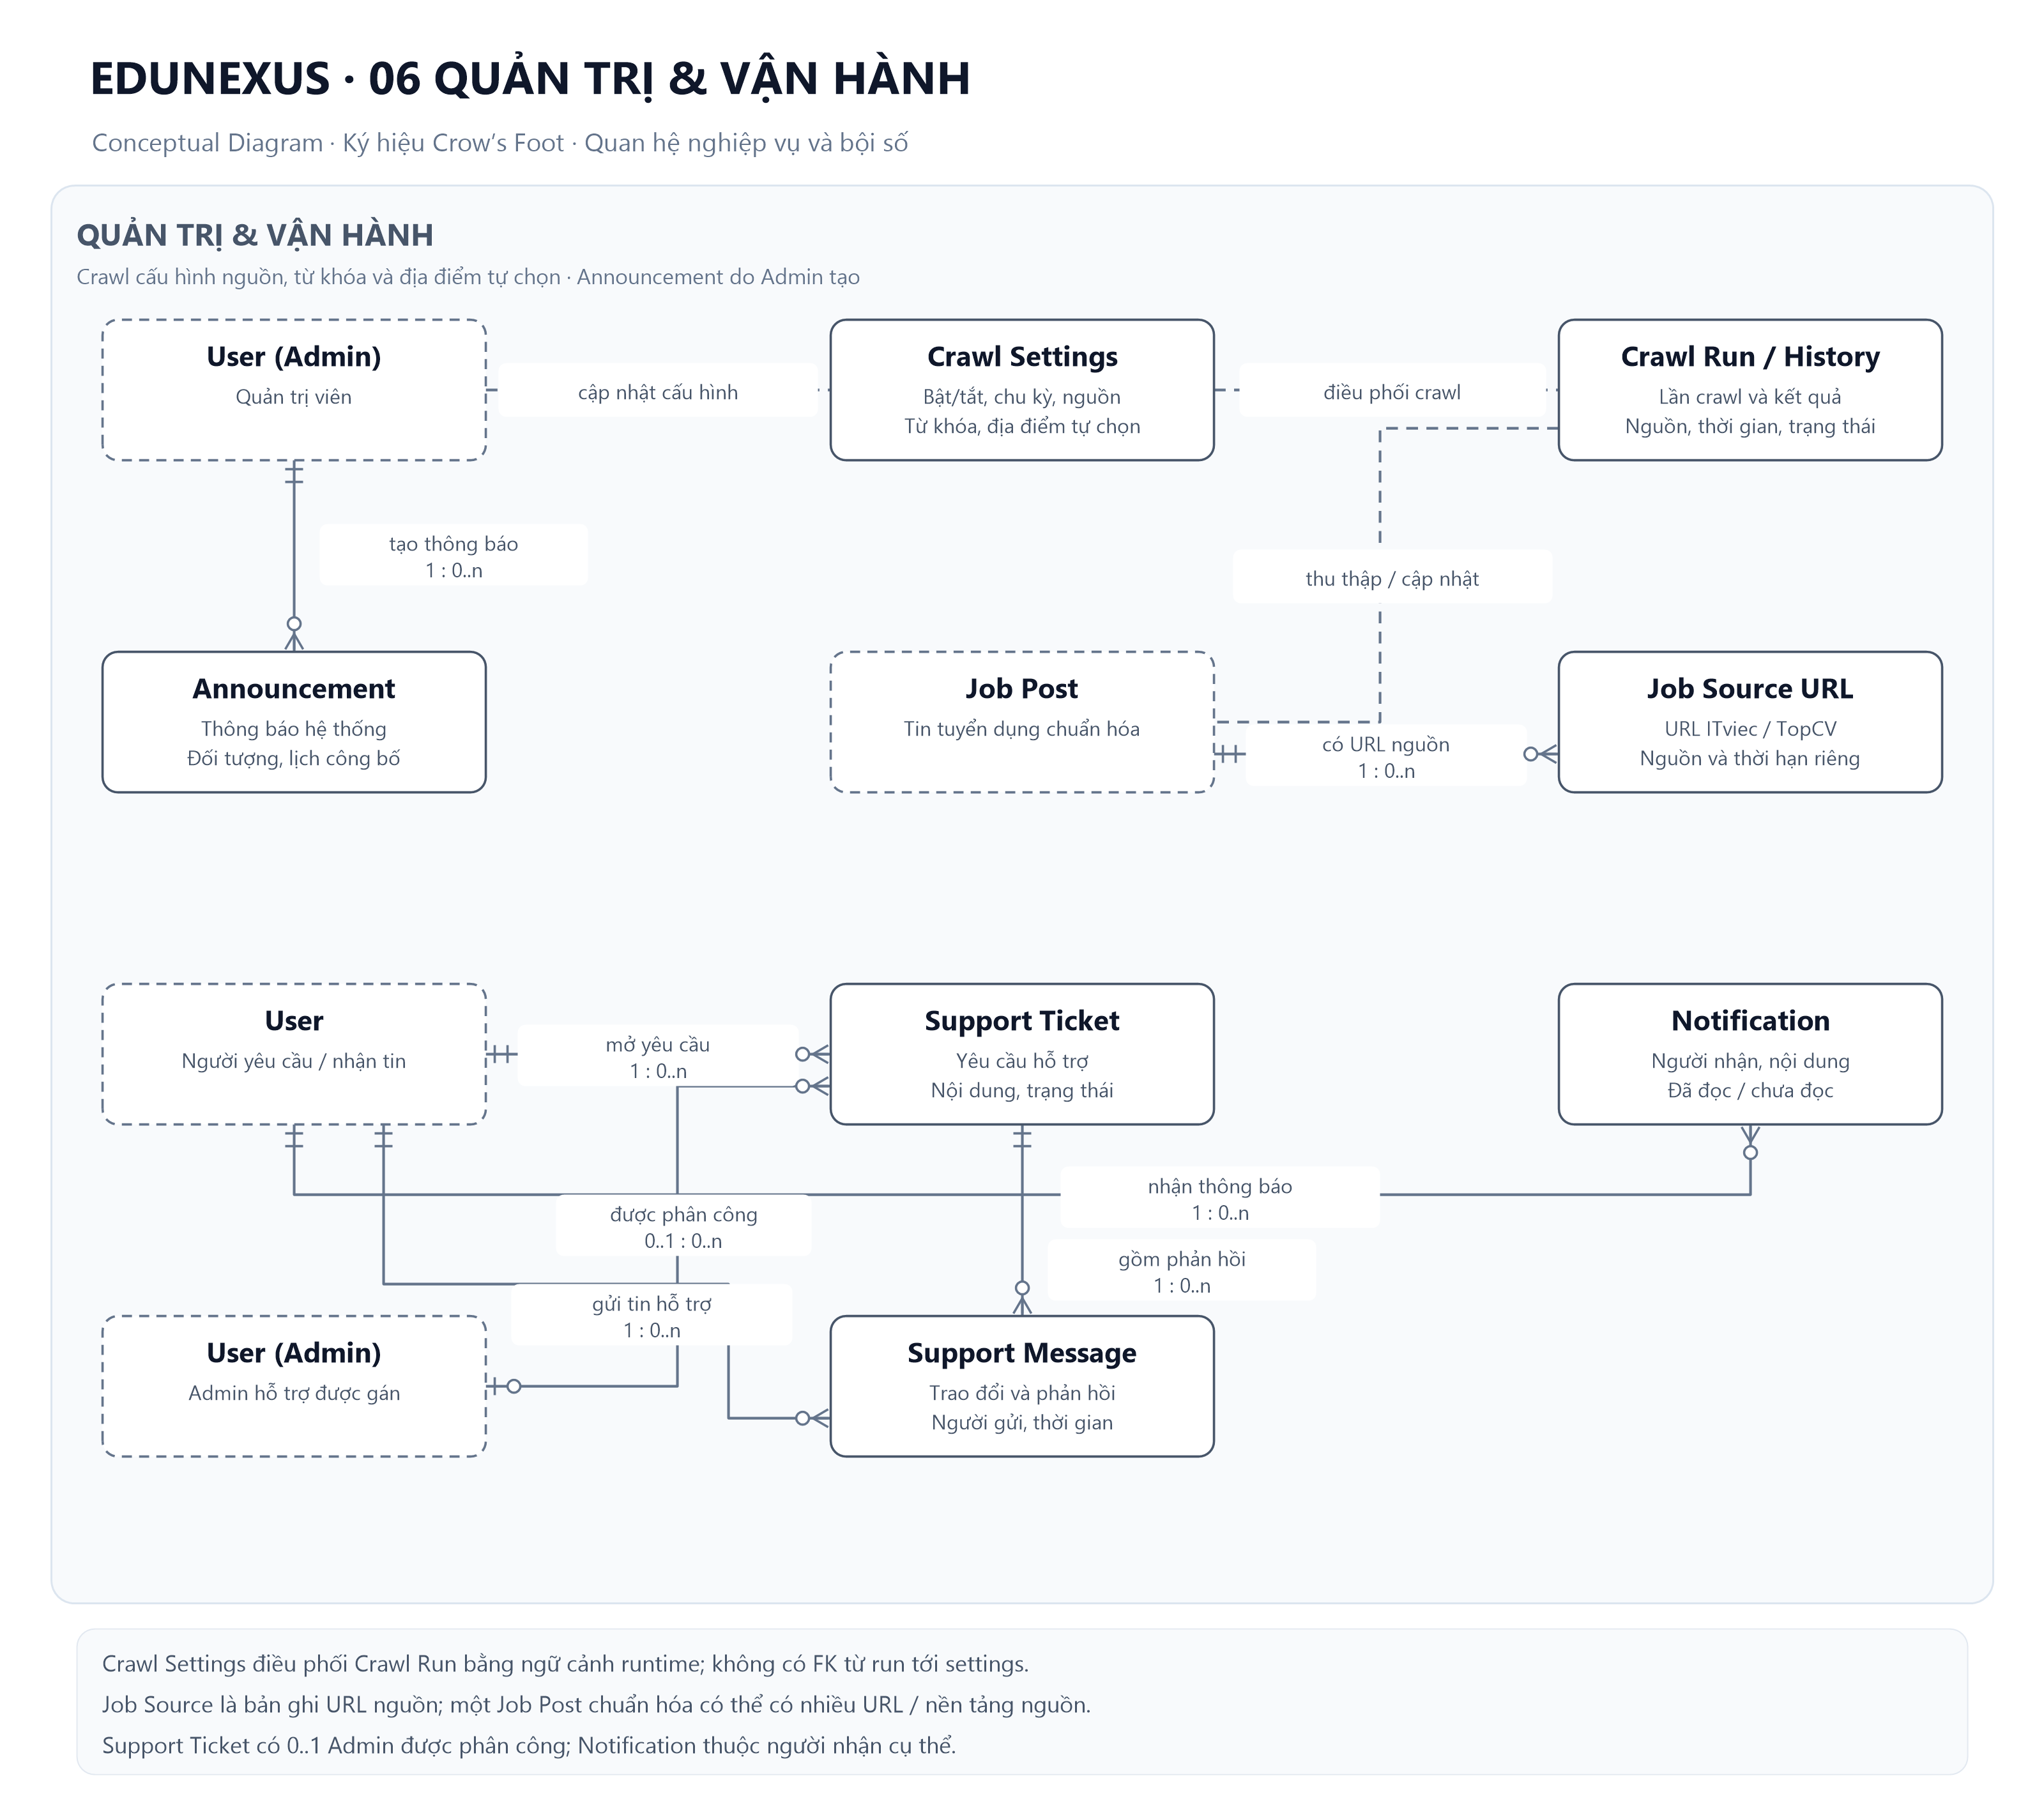 EDUNEXUS · 06 QUẢN TRỊ & VẬN HÀNH
Conceptual Diagram · Ký hiệu Crow’s Foot · Quan hệ nghiệp vụ và bội số
QUẢN TRỊ & VẬN HÀNH
Crawl cấu hình nguồn, từ khóa và địa điểm tự chọn · Announcement do Admin tạo
User (Admin)
Quản trị viên
cập nhật cấu hình
Crawl Settings
Bật/tắt, chu kỳ, nguồn
Từ khóa, địa điểm tự chọn
điều phối crawl
Crawl Run / History
Lần crawl và kết quả
Nguồn, thời gian, trạng thái
tạo thông báo
1 : 0..n
thu thập / cập nhật
Announcement
Thông báo hệ thống
Đối tượng, lịch công bố
Job Post
Tin tuyển dụng chuẩn hóa
có URL nguồn
1 : 0..n
Job Source URL
URL ITviec / TopCV
Nguồn và thời hạn riêng
User
Người yêu cầu / nhận tin
mở yêu cầu
1 : 0..n
Support Ticket
Yêu cầu hỗ trợ
Nội dung, trạng thái
Notification
Người nhận, nội dung
Đã đọc / chưa đọc
nhận thông báo
1 : 0..n
được phân công
0..1 : 0..n
gồm phản hồi
1 : 0..n
gửi tin hỗ trợ
1 : 0..n
User (Admin)
Admin hỗ trợ được gán
Support Message
Trao đổi và phản hồi
Người gửi, thời gian
Crawl Settings điều phối Crawl Run bằng ngữ cảnh runtime; không có FK từ run tới settings.
Job Source là bản ghi URL nguồn; một Job Post chuẩn hóa có thể có nhiều URL / nền tảng nguồn.
Support Ticket có 0..1 Admin được phân công; Notification thuộc người nhận cụ thể.